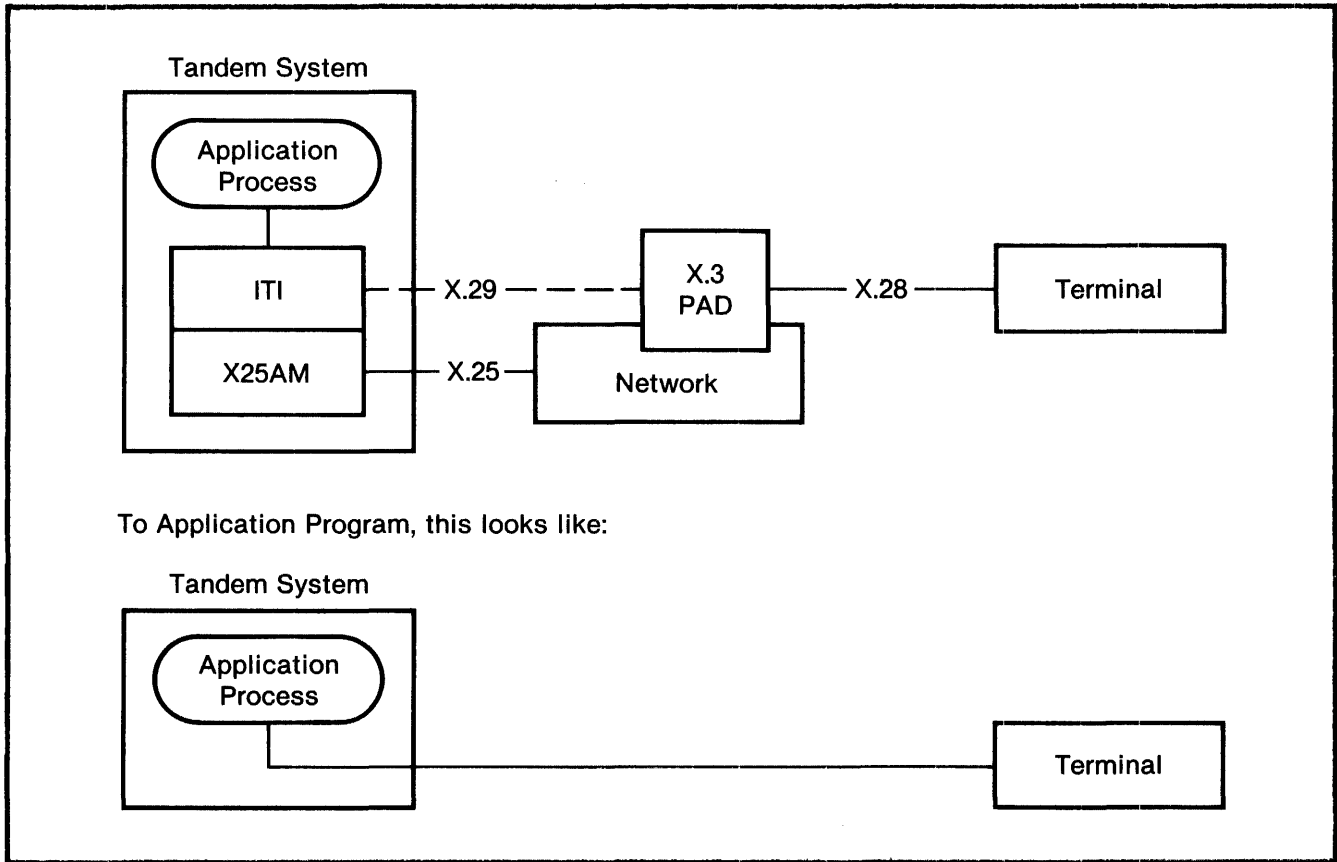 Tandem System
Application
Process
ITI
X25AM
X.29
X.25
X.3
PAD
Network
X.28
Terminal
To Application Program, this looks like:
Tandem System
Application
Process
Terminal